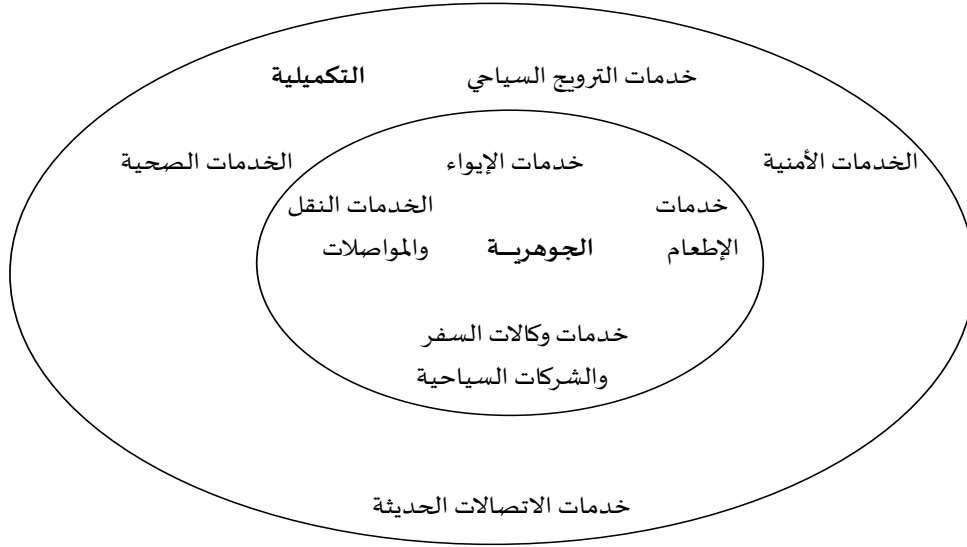 خدمات الترويج السياحي
التكميلية
الخدمات الأمنية
خدمات الإيواء
الخدمات الصحية
خدمات
الإطعام
الجوهريــة
الخدمات النقل
والمواصلات
خدمات وكالات السفر
والشركات السياحية
خدمات الاتصالات الحديثة